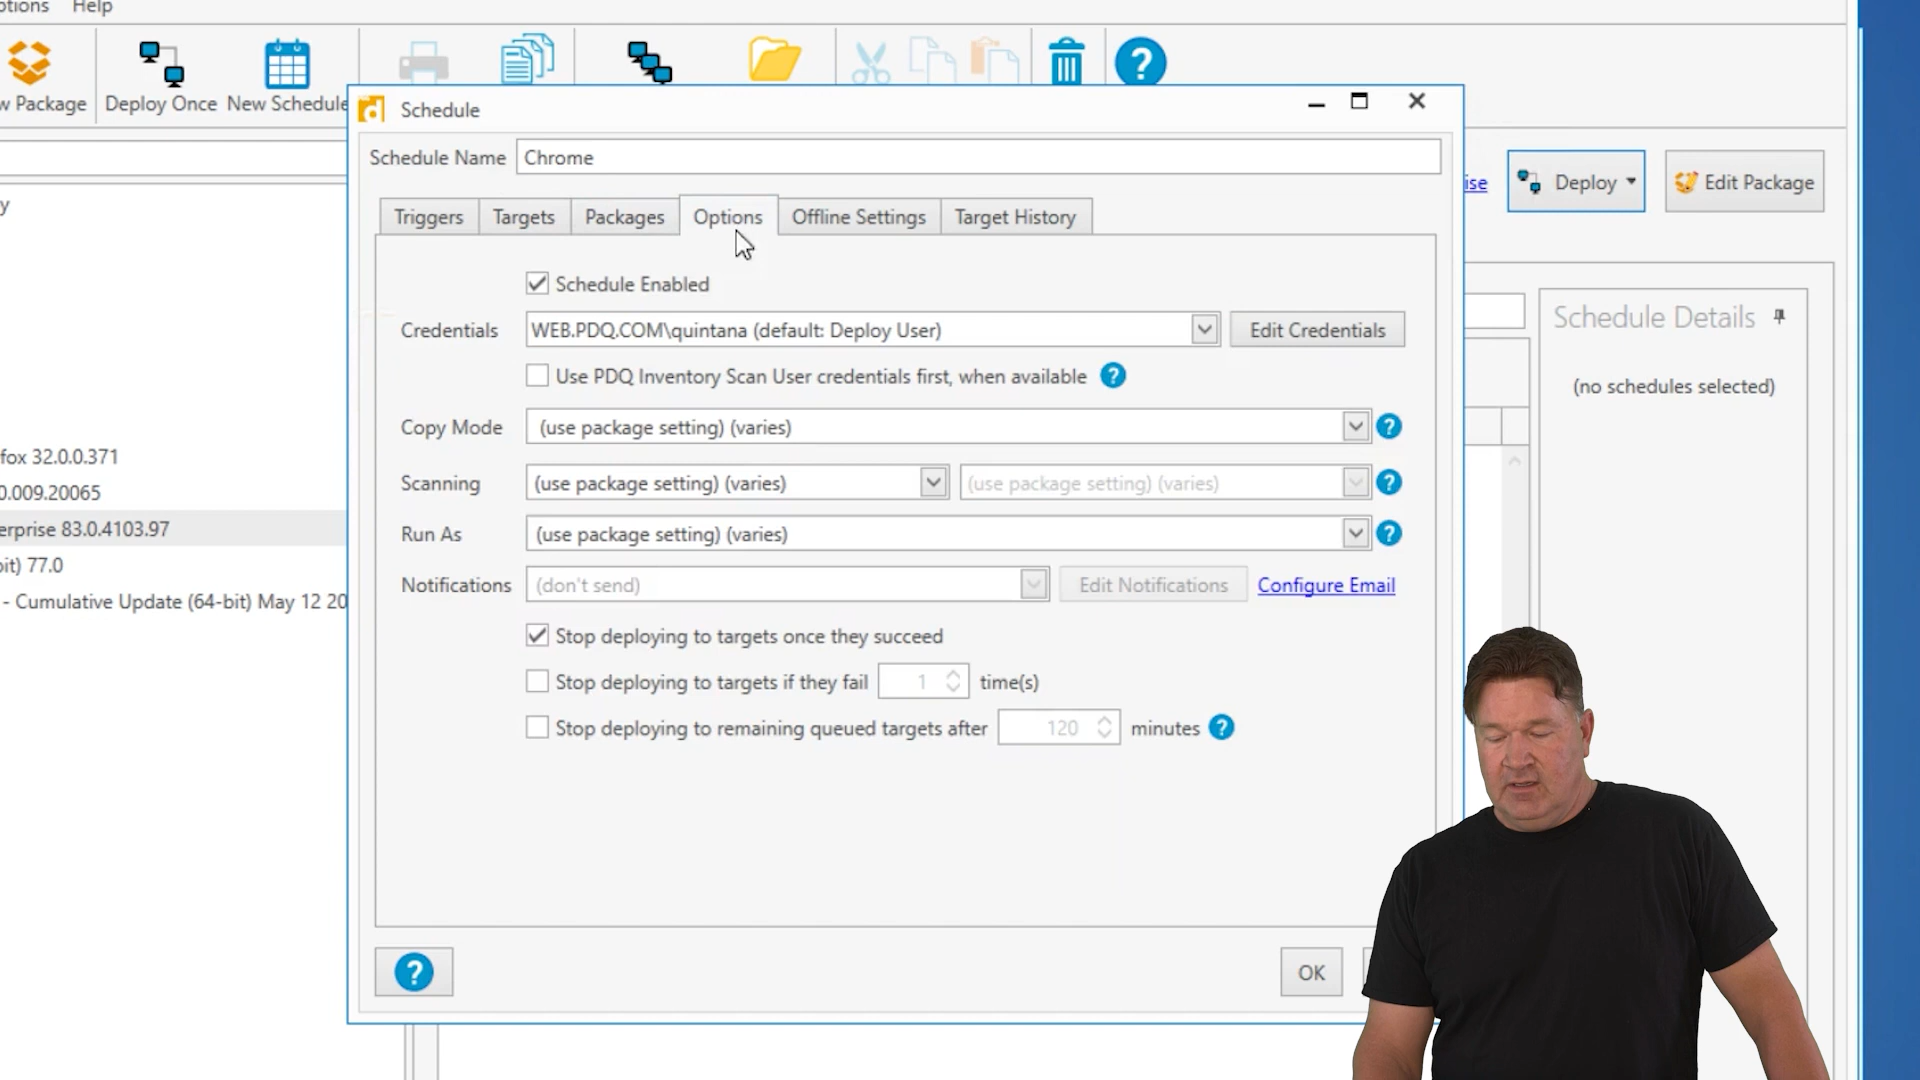 ptions Help
w Package Deploy Once New Schedule
Schedule
Schedule Name Chrome
ise Deploy Edit Package
y
Triggers Targets Packages Options Offline Settings Target History
Schedule Enabled
Schedule Details
Credentials WEB.PDQ.COM\quintana (default: Deploy User) Edit Credentials
Use PDQ Inventory Scan User credentials first, when available ?
(no schedules selected)
Copy Mode (use package setting) (varies) ?
fox 32.0.0.371
Scanning (use package setting) (varies) (use package setting) (varies) ?
0.009.20065
erprise 83.0.4103.97
Run As (use package setting) (varies) ?
it) 77.0
Notifications (don't send) Edit Notifications Configure Email
- Cumulative Update (64-bit) May 12 20
Stop deploying to targets once they succeed
Stop deploying to targets if they fail 1 time(s)
Stop deploying to remaining queued targets after 120 minutes ?
? OK